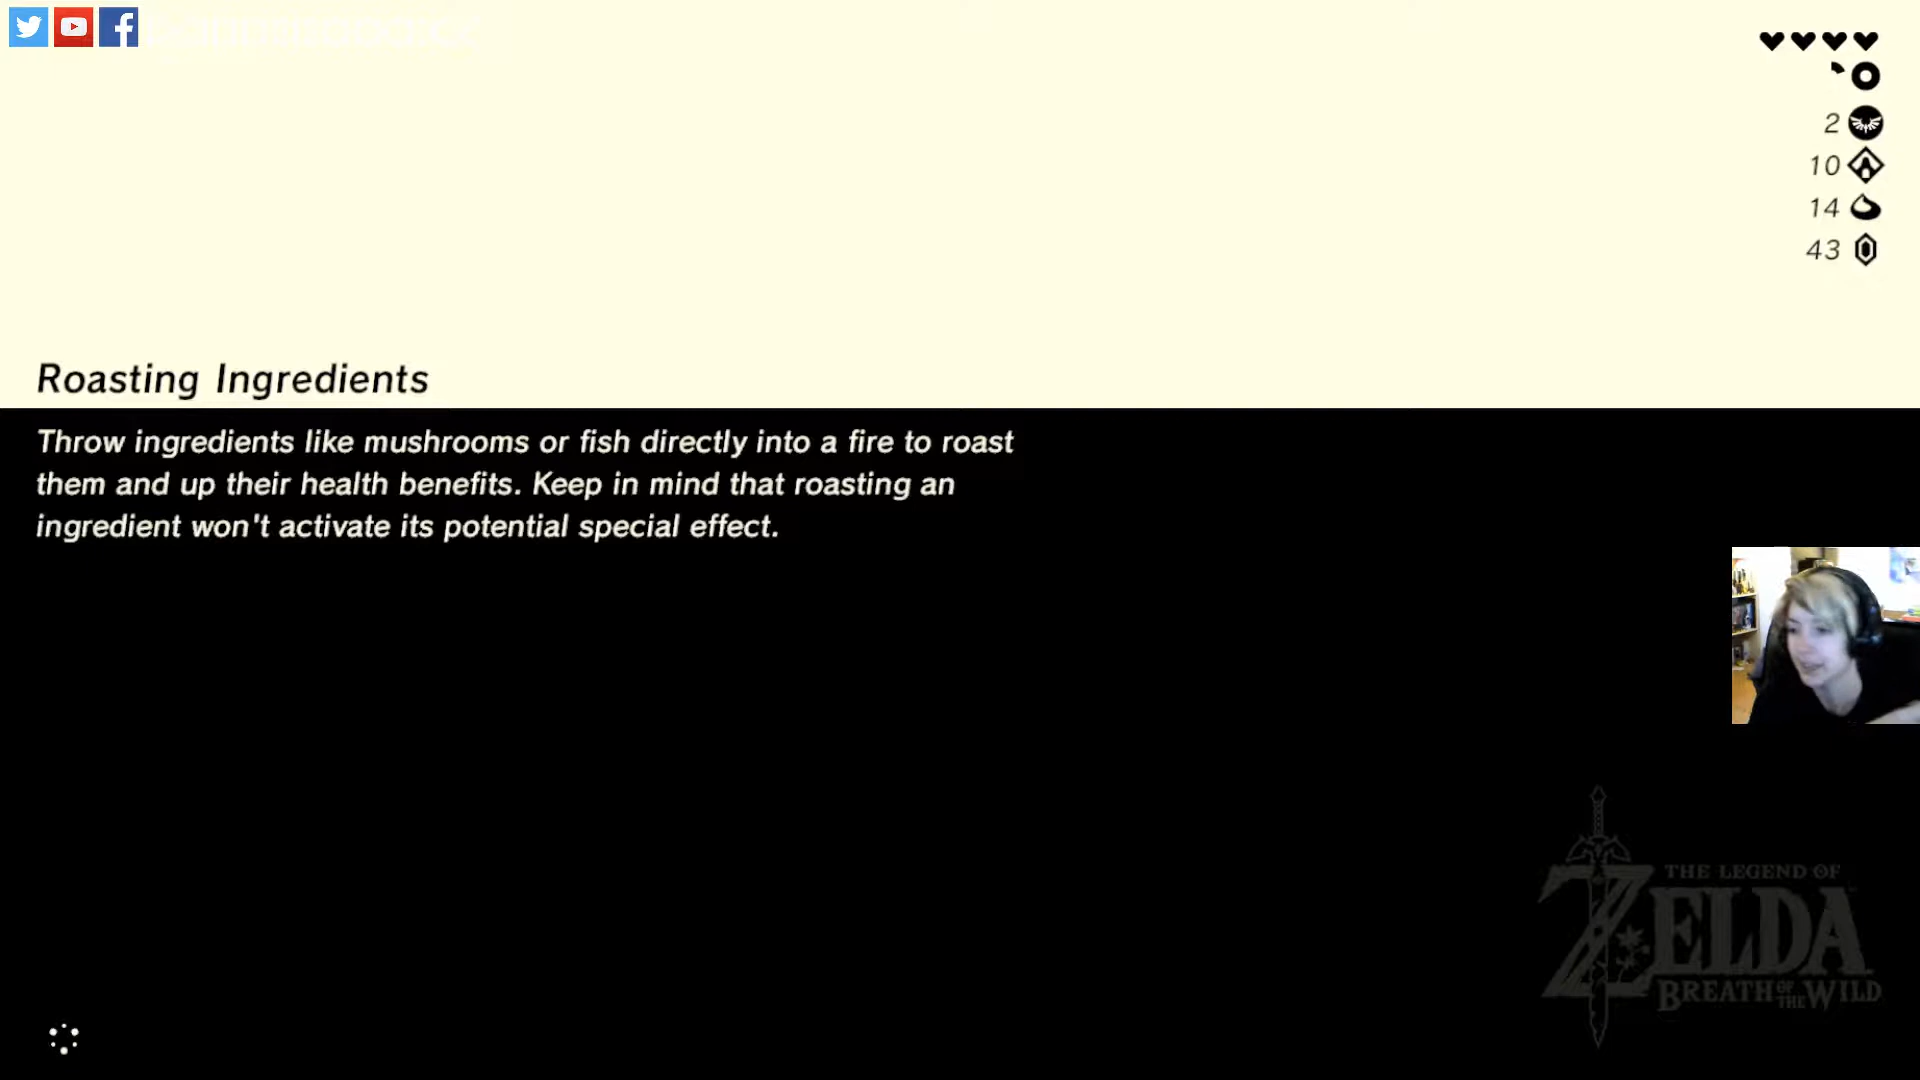 2
10
14
43
Roasting Ingredients
Throw ingredients like mushrooms or fish directly into a fire to roast
them and up their health benefits. Keep in mind that roasting an
ingredient won't activate its potential special effect.
THE LEGEND OF
ZELDA
BREATH OF THE WILD